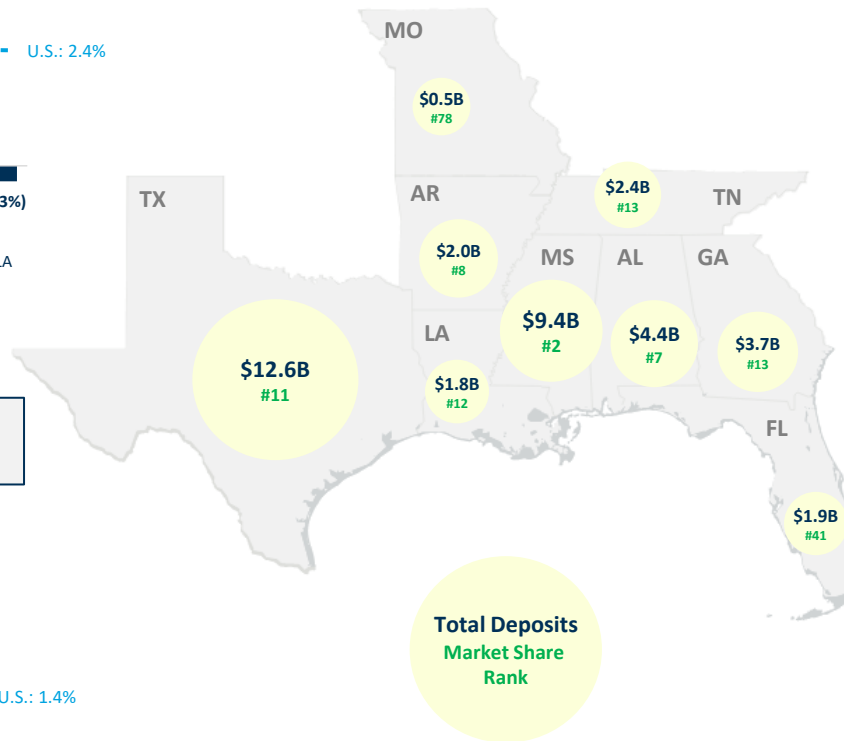 MO
U.S.: 2.4%
$0.5B
#78
3%)
TX
AR
$2.4B
#13
TN
$2.0B
#8
MS
AL
GA
LA
$9.4B
#2
$4.4B
#7
$3.7B
#13
$12.6B
#11
$1.8B
#12
FL
$1.9B
#41
Total Deposits
Market Share
Rank
U.S.: 1.4%